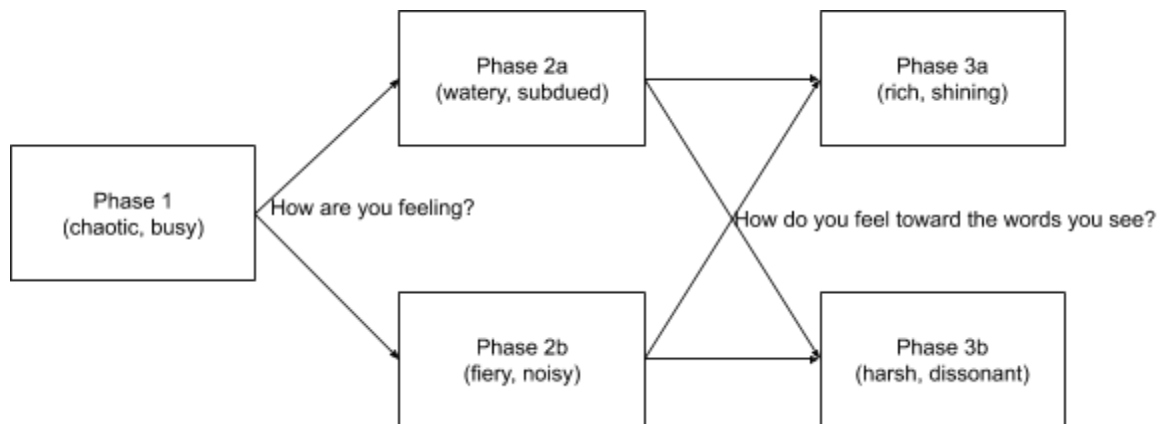 Phase 2a
(watery, subdued)
Phase 3a
(rich, shining)
Phase 1
(chaotic, busy)
How are you feeling?
How do you feel toward the words you see?
Phase 2b
(fiery, noisy)
Phase 3b
(harsh, dissonant)